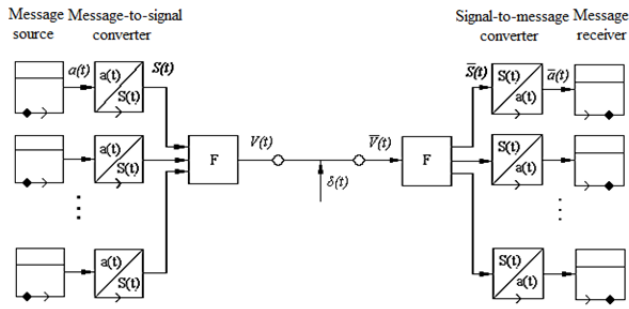 Message source
Message-to-signal converter
Signal-to-message converter
Message receiver
a(t)
a(t)
S(t)
S(t)
a(t)
S(t)
a(t)
S(t)
F
V(t)
δ(t)
V̅(t)
F
S̅(t)
S(t)
a(t)
a̅(t)
S(t)
a(t)
S(t)
a(t)